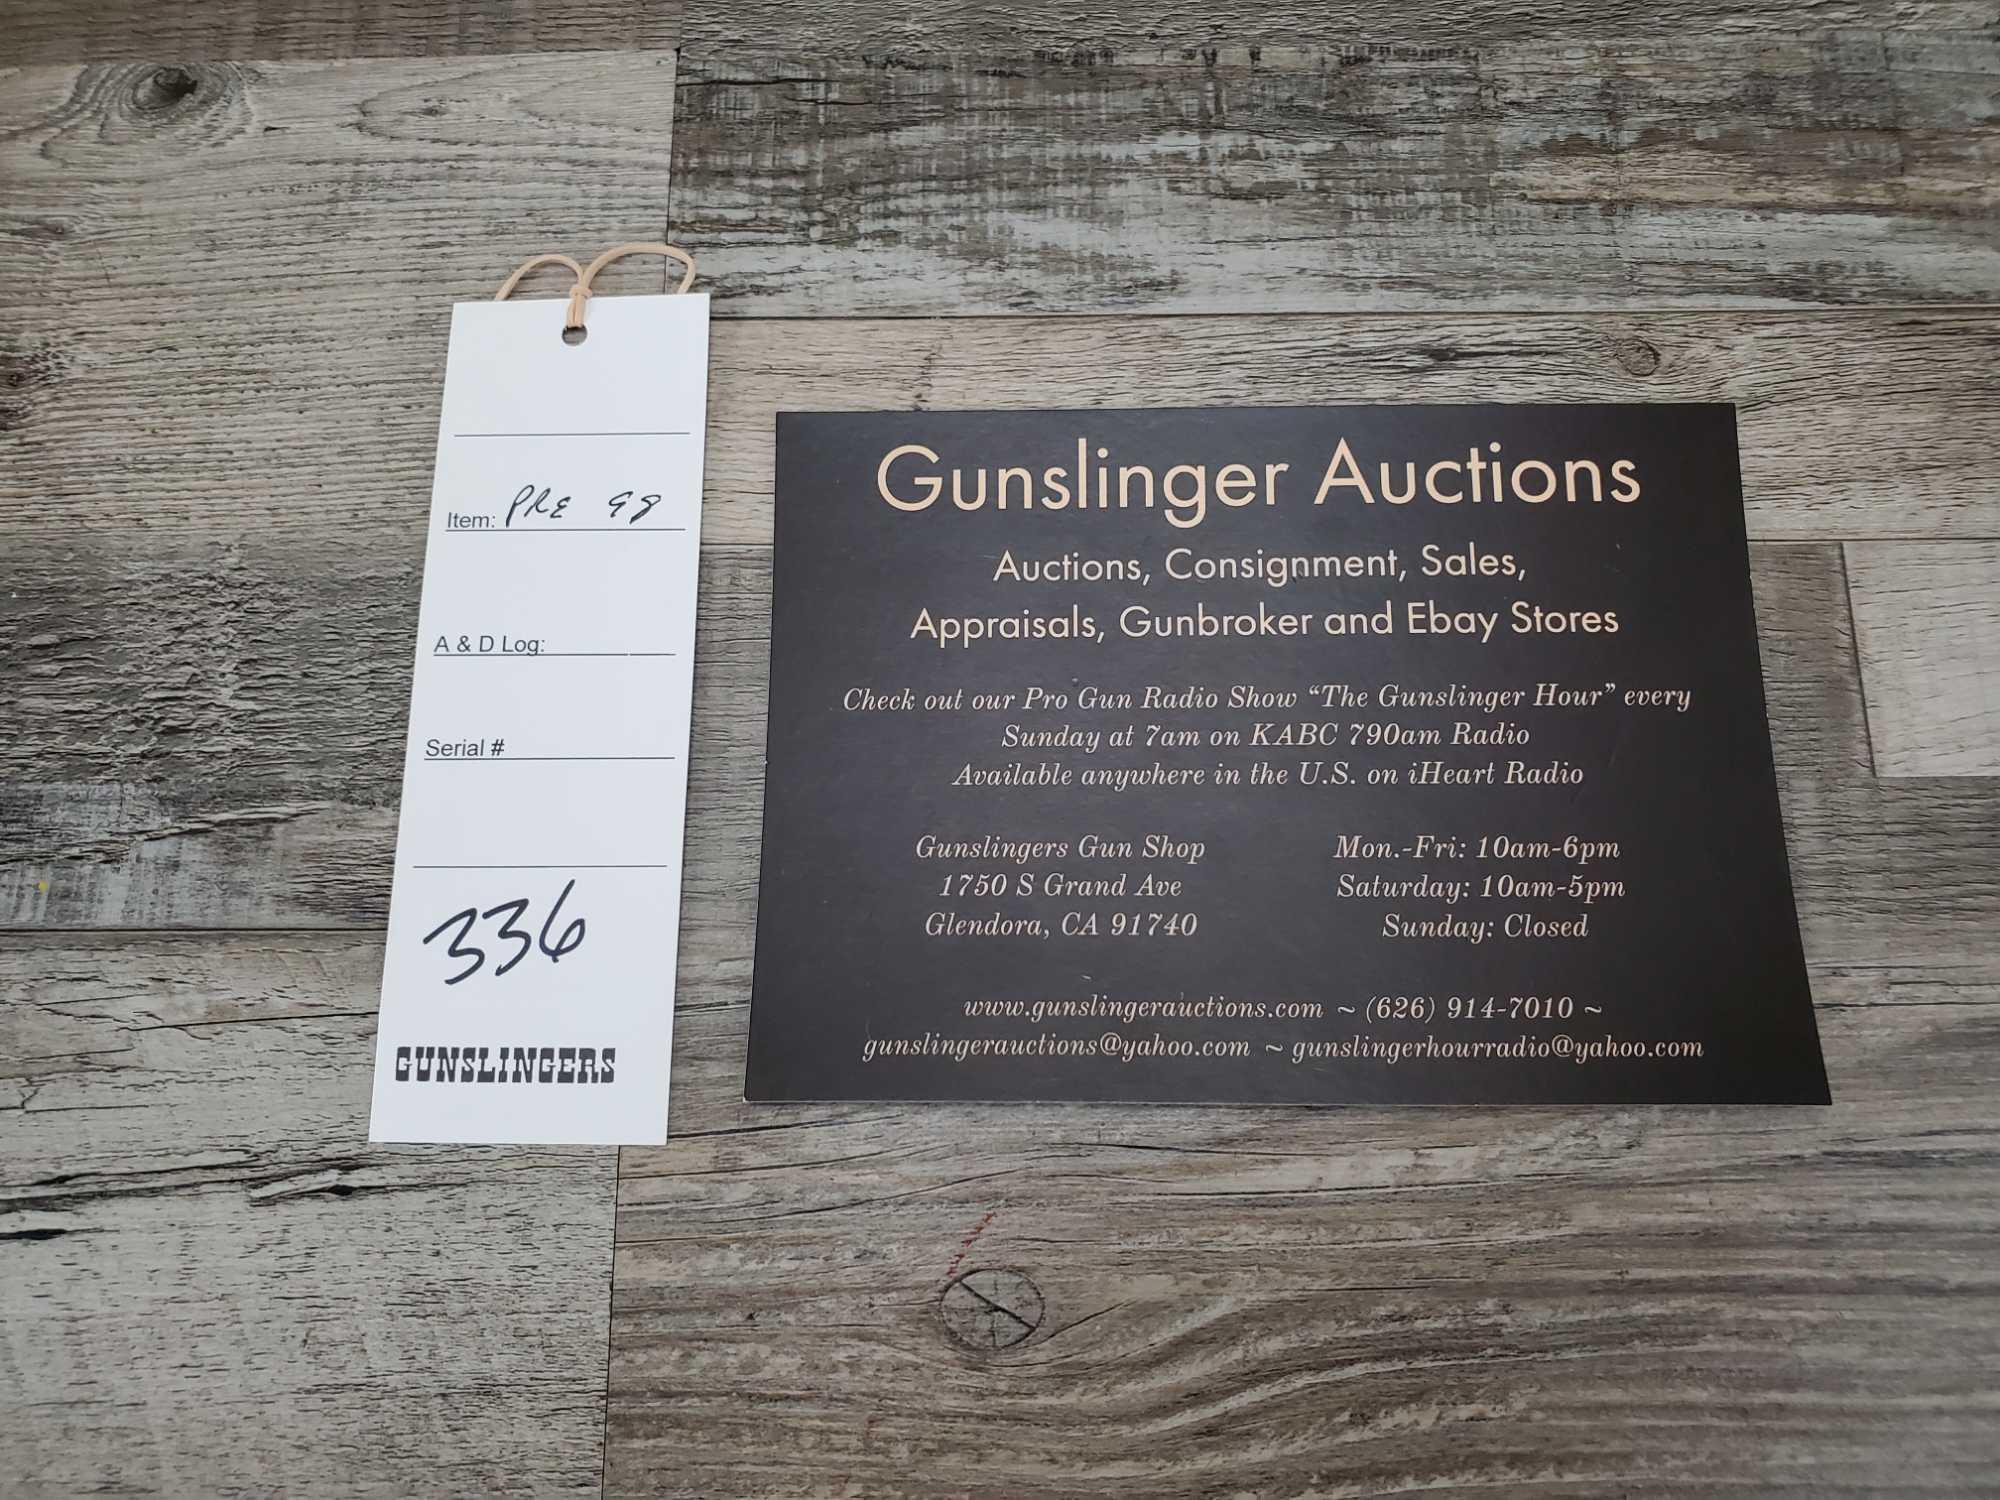 Item: PRE 98
A & D Log:
Serial #
336
GUNSLINGERS
Gunslinger Auctions
Auctions, Consignment, Sales,
Appraisals, Gunbroker and Ebay Stores
Check out our Pro Gun Radio Show “The Gunslinger Hour” every
Sunday at 7am on KABC 790am Radio
Available anywhere in the U.S. on iHeart Radio
Gunslingers Gun Shop
1750 S Grand Ave
Glendora, CA 91740
Mon.-Fri: 10am-6pm
Saturday: 10am-5pm
Sunday: Closed
www.gunslingerauctions.com ~ (626) 914-7010 ~
gunslingerauctions@yahoo.com ~ gunslingerhourradio@yahoo.com